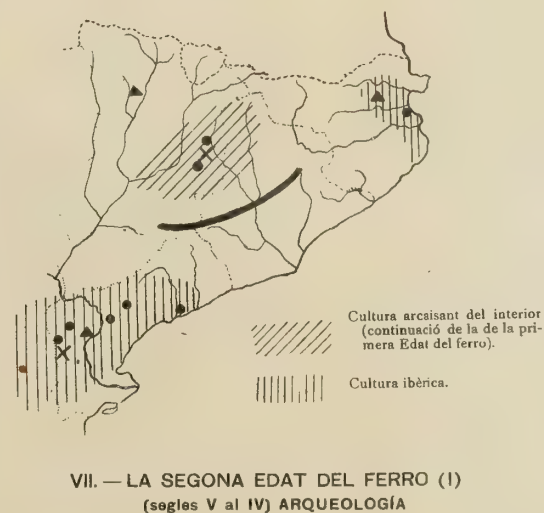 Cultura arcaisant del interior
(continuació de la de la pri-
mera Edat del ferro).
Cultura ibèrica.
VII. — LA SEGONA EDAT DEL FERRO (I)
(segles V al IV) ARQUEOLOGÍA